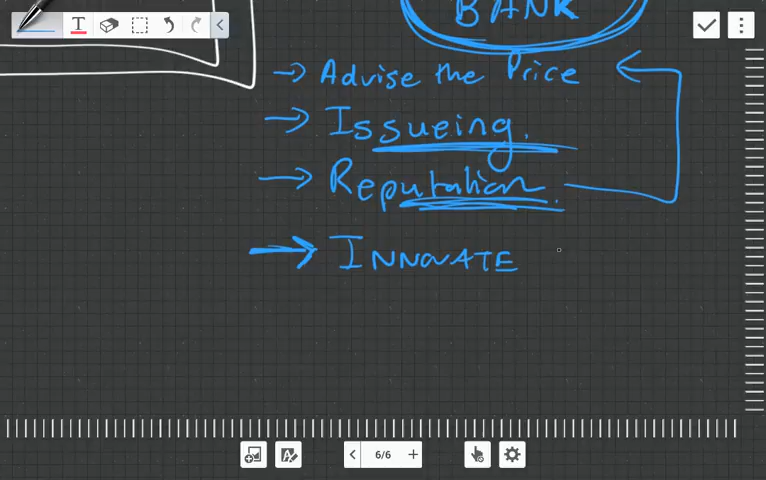 BANK
T
→ Advise the Price
→ Issueing.
→ Reputation.
→ INNOVATE
6/6